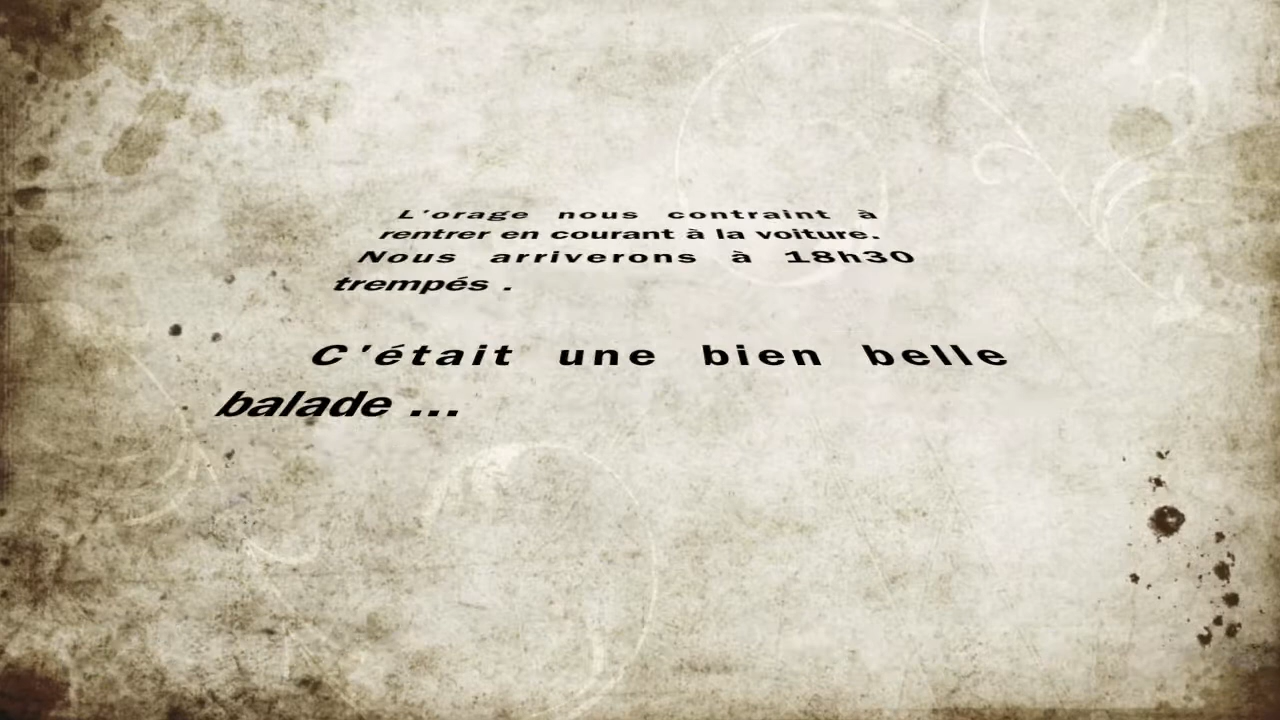 L'orage nous contraint à
rentrer en courant à la voiture.
Nous arriverons à 18h30
trempés .
C'était une bien belle
balade ...